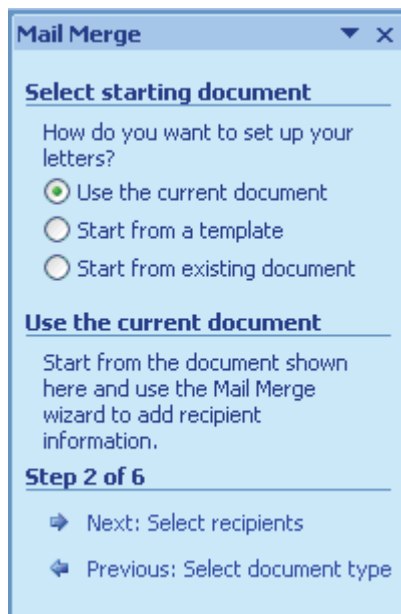 Mail Merge
Select starting document
How do you want to set up your
letters?
Use the current document
Start from a template
Start from existing document
Use the current document
Start from the document shown
here and use the Mail Merge
wizard to add recipient
information.
Step 2 of 6
Next: Select recipients
Previous: Select document type